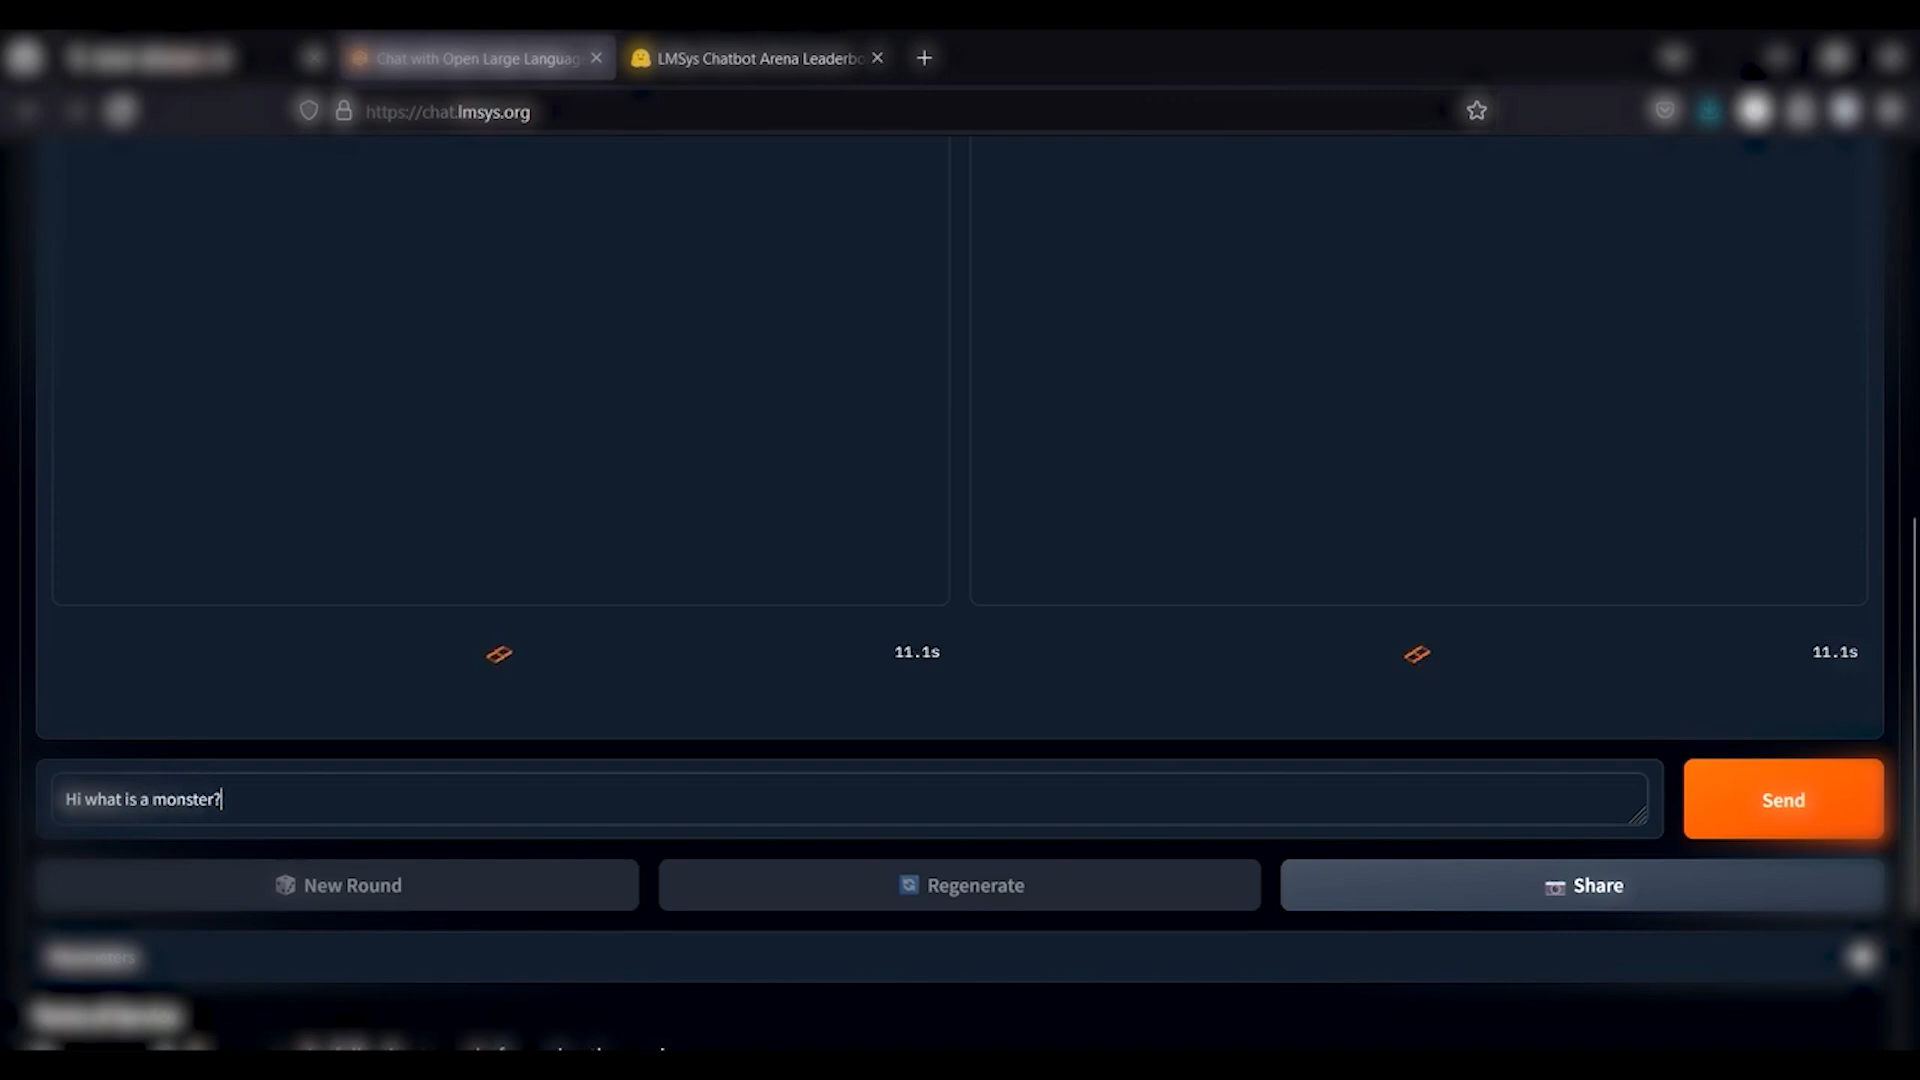 Chat with Open Large Languag
LMSys Chatbot Arena Leaderbo
https://chat.lmsys.org
11.1s
11.1s
Hi what is a monster?
Send
New Round
Regenerate
Share